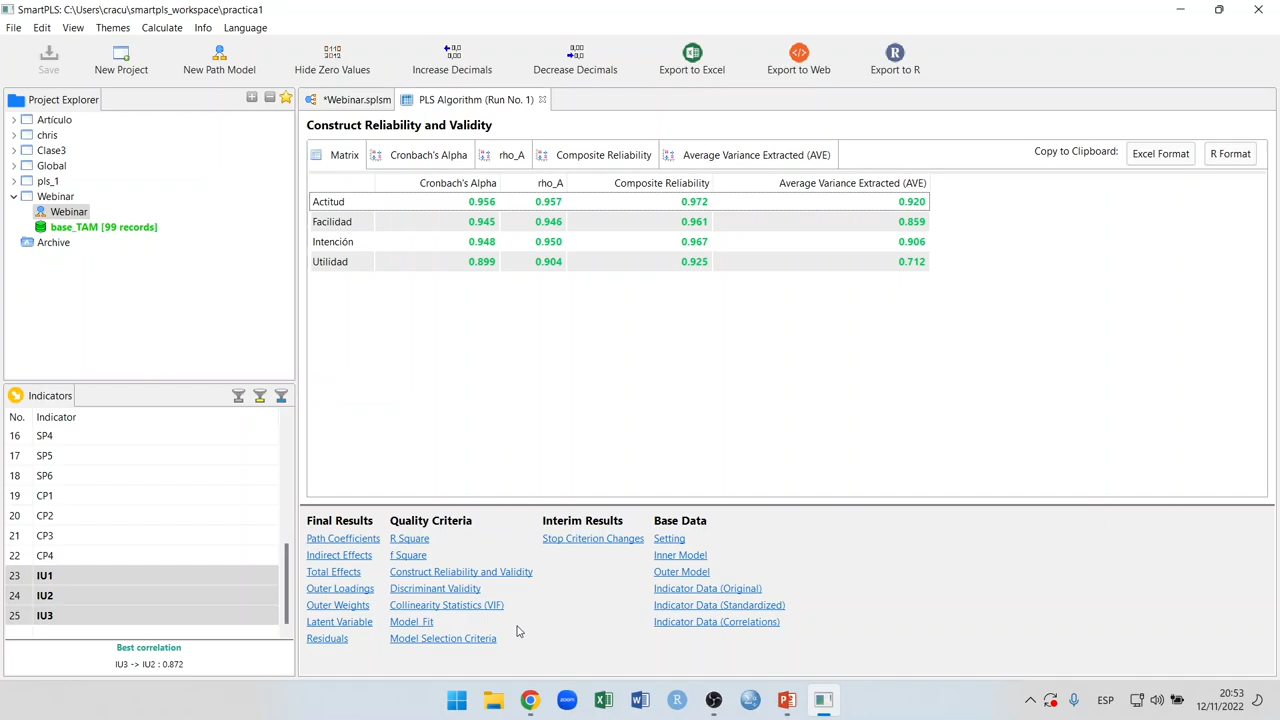 SmartPLS: C:\Users\cracu\smartpls_workspace\practica1
File Edit View Themes Calculate Info Language
Save New Project New Path Model Hide Zero Values Increase Decimals Decrease Decimals Export to Excel Export to Web Export to R
Project Explorer
Artículo
chris
Clase3
Global
pls_1
Webinar
Webinar
base_TAM [99 records]
Archive
Indicators
No. Indicator
16 SP4
17 SP5
18 SP6
19 CP1
20 CP2
21 CP3
22 CP4
23 IU1
24 IU2
25 IU3
Best correlation
IU3 -> IU2 : 0.872
*Webinar.splsm PLS Algorithm (Run No. 1)
Construct Reliability and Validity
Matrix Cronbach's Alpha rho_A Composite Reliability Average Variance Extracted (AVE) Copy to Clipboard: Excel Format R Format
Cronbach's Alpha rho_A Composite Reliability Average Variance Extracted (AVE)
Actitud 0.956 0.957 0.972 0.920
Facilidad 0.945 0.946 0.961 0.859
Intención 0.948 0.950 0.967 0.906
Utilidad 0.899 0.904 0.925 0.712
Final Results Quality Criteria Interim Results Base Data
Path Coefficients R Square Stop Criterion Changes Setting
Indirect Effects f Square Inner Model
Total Effects Construct Reliability and Validity Outer Model
Outer Loadings Discriminant Validity Indicator Data (Original)
Outer Weights Collinearity Statistics (VIF) Indicator Data (Standardized)
Latent Variable Model_Fit Indicator Data (Correlations)
Residuals Model Selection Criteria
ESP
20:53
12/11/2022